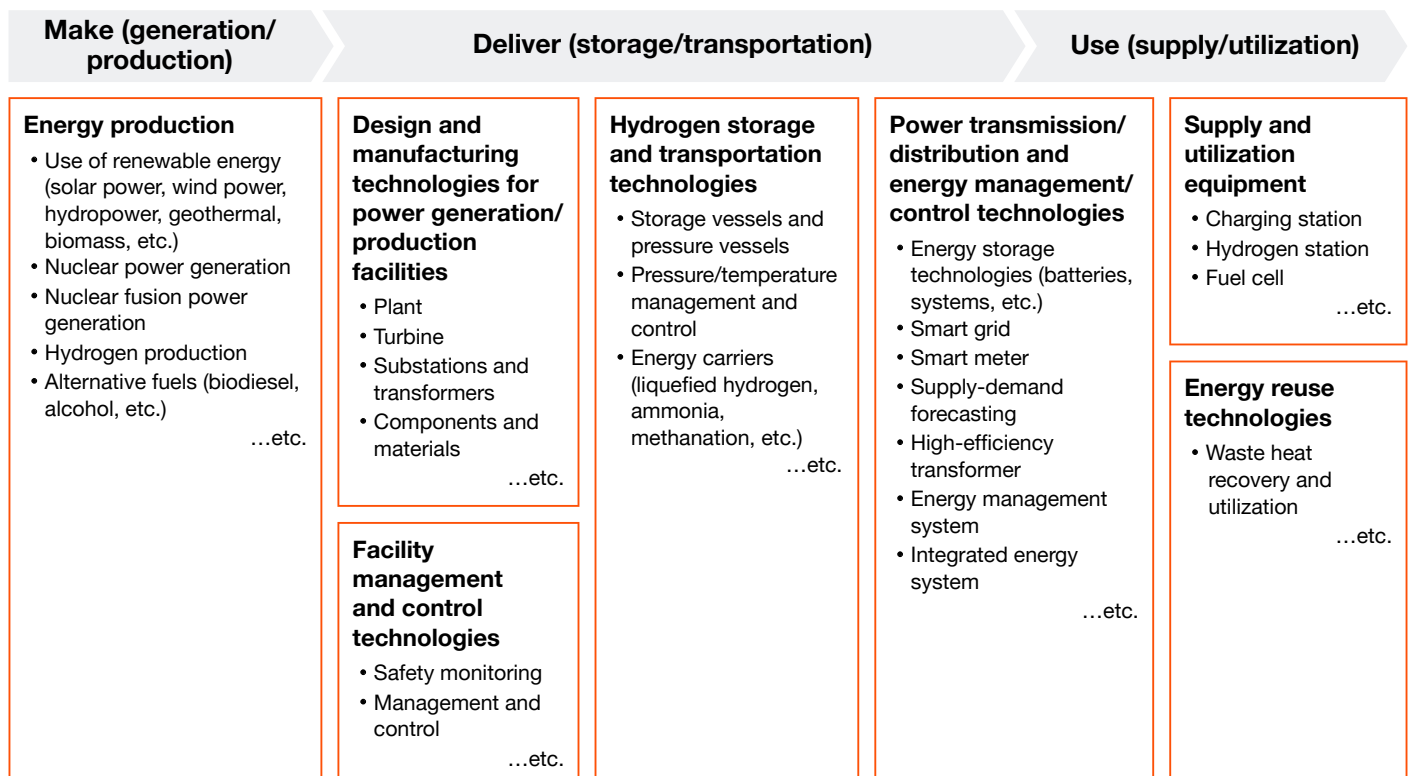 Make (generation/
production)
Deliver (storage/transportation)
Use (supply/utilization)
Energy production
• Use of renewable energy
(solar power, wind power,
hydropower, geothermal,
biomass, etc.)
• Nuclear power generation
• Nuclear fusion power
generation
• Hydrogen production
• Alternative fuels (biodiesel,
alcohol, etc.)
…etc.
Design and
manufacturing
technologies for
power generation/
production
facilities
• Plant
• Turbine
• Substations and
transformers
• Components and
materials
…etc.
Facility
management
and control
technologies
• Safety monitoring
• Management and
control
…etc.
Hydrogen storage
and transportation
technologies
• Storage vessels and
pressure vessels
• Pressure/temperature
management and
control
• Energy carriers
(liquefied hydrogen,
ammonia,
methanation, etc.)
…etc.
Power transmission/
distribution and
energy management/
control technologies
• Energy storage
technologies (batteries,
systems, etc.)
• Smart grid
• Smart meter
• Supply-demand
forecasting
• High-efficiency
transformer
• Energy management
system
• Integrated energy
system
…etc.
Supply and
utilization
equipment
• Charging station
• Hydrogen station
• Fuel cell
…etc.
Energy reuse
technologies
• Waste heat
recovery and
utilization
…etc.